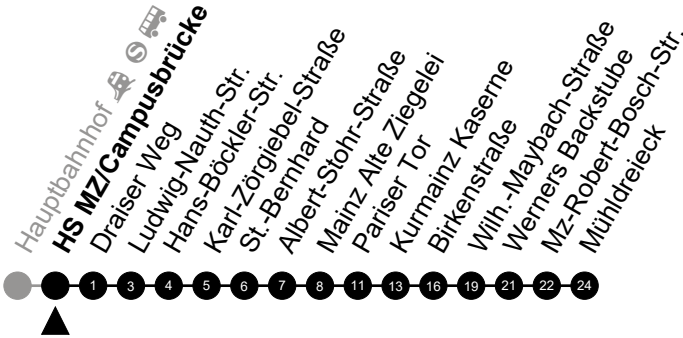 Hauptbahnhof
HS MZ/Campusbrücke
Draiser Weg
Ludwig-Nauth-Str.
Hans-Böckler-Str.
Karl-Zörgiebel-Straße
St.-Bernhard
Albert-Stohr-Straße
Mainz Alte Ziegelei
Pariser Tor
Kurmainz Kaserne
Birkenstraße
Wilh.-Maybach-Straße
Werners Backstube
Mz-Robert-Bosch-Str.
Mühldreieck
1 3 4 5 6 7 8 11 13 16 19 21 22 24